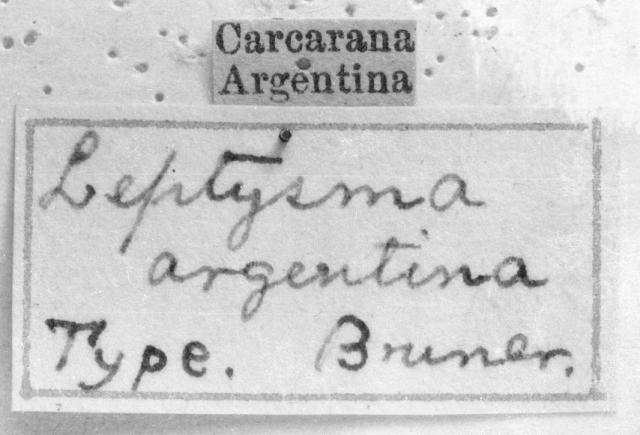 Carcarana
Argentina
Leptysma
argentina
Type. Bruner.